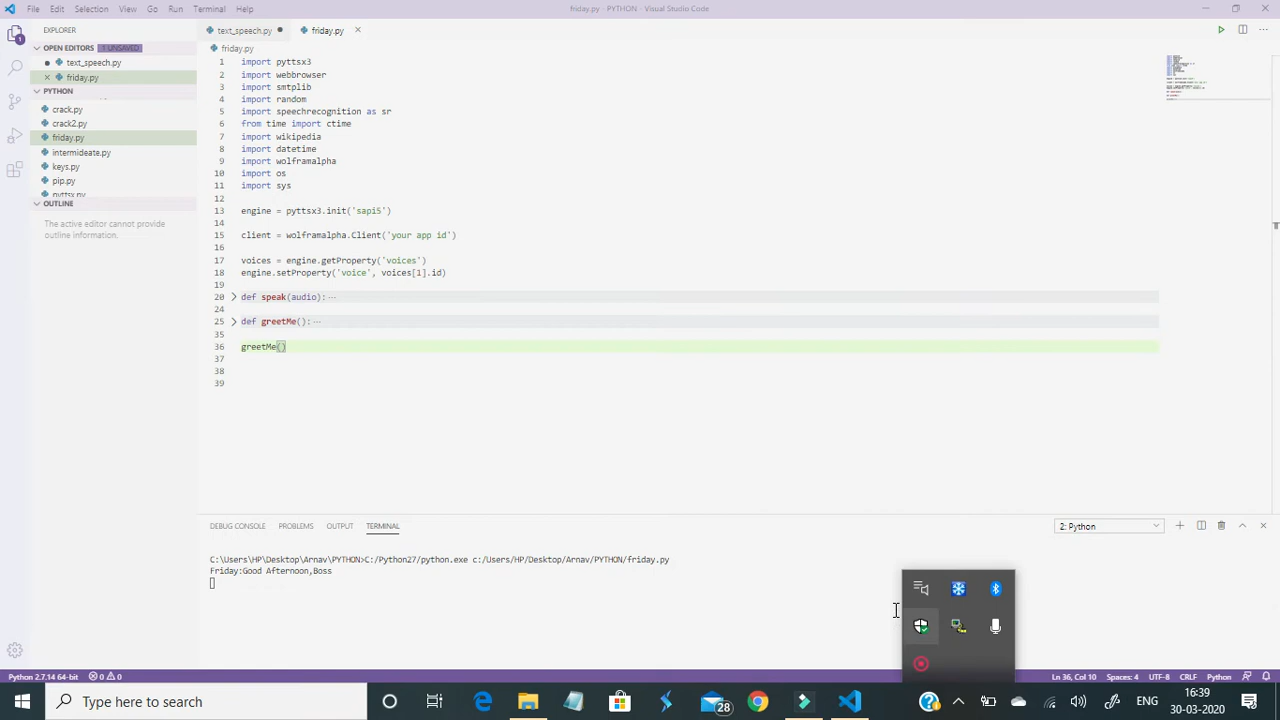 File Edit Selection View Go Run Terminal friday.py - PYTHON - Visual Studio Code
EXPLORER
OPEN EDITORS 1 UNSAVED
text_speech.py
friday.py
PYTHON
crack.py
crack2.py
friday.py
intermideate.py
keys.py
pip.py
pyttsx.py
OUTLINE
The active editor cannot provide
outline information.
text_speech.py friday.py
friday.py
1 import pyttsx3
2 import webbrowser
3 import smtplib
4 import random
5 import speechrecognition as sr
6 from time import ctime
7 import wikipedia
8 import datetime
9 import wolframalpha
10 import os
11 import sys
12
13 engine = pyttsx3.init('sapi5')
14
15 client = wolframalpha.Client('your app id')
16
17 voices = engine.getProperty('voices')
18 engine.setProperty('voice', voices[1].id)
19
20 def speak(audio):...
24
25 def greetMe():...
35
36 greetMe()
37
38
39
DEBUG CONSOLE PROBLEMS OUTPUT TERMINAL 2: Python
C:\Users\HP\Desktop\Arnav\PYTHON>C:/Python27/python.exe c:/Users/HP/Desktop/Arnav/PYTHON/friday.py
Friday:Good Afternoon,Boss
Python 2.7.14 64-bit 0 0 Ln 36, Col 10 Spaces: 4 UTF-8 CRLF Python
Type here to search 28 ENG 16:39
30-03-2020